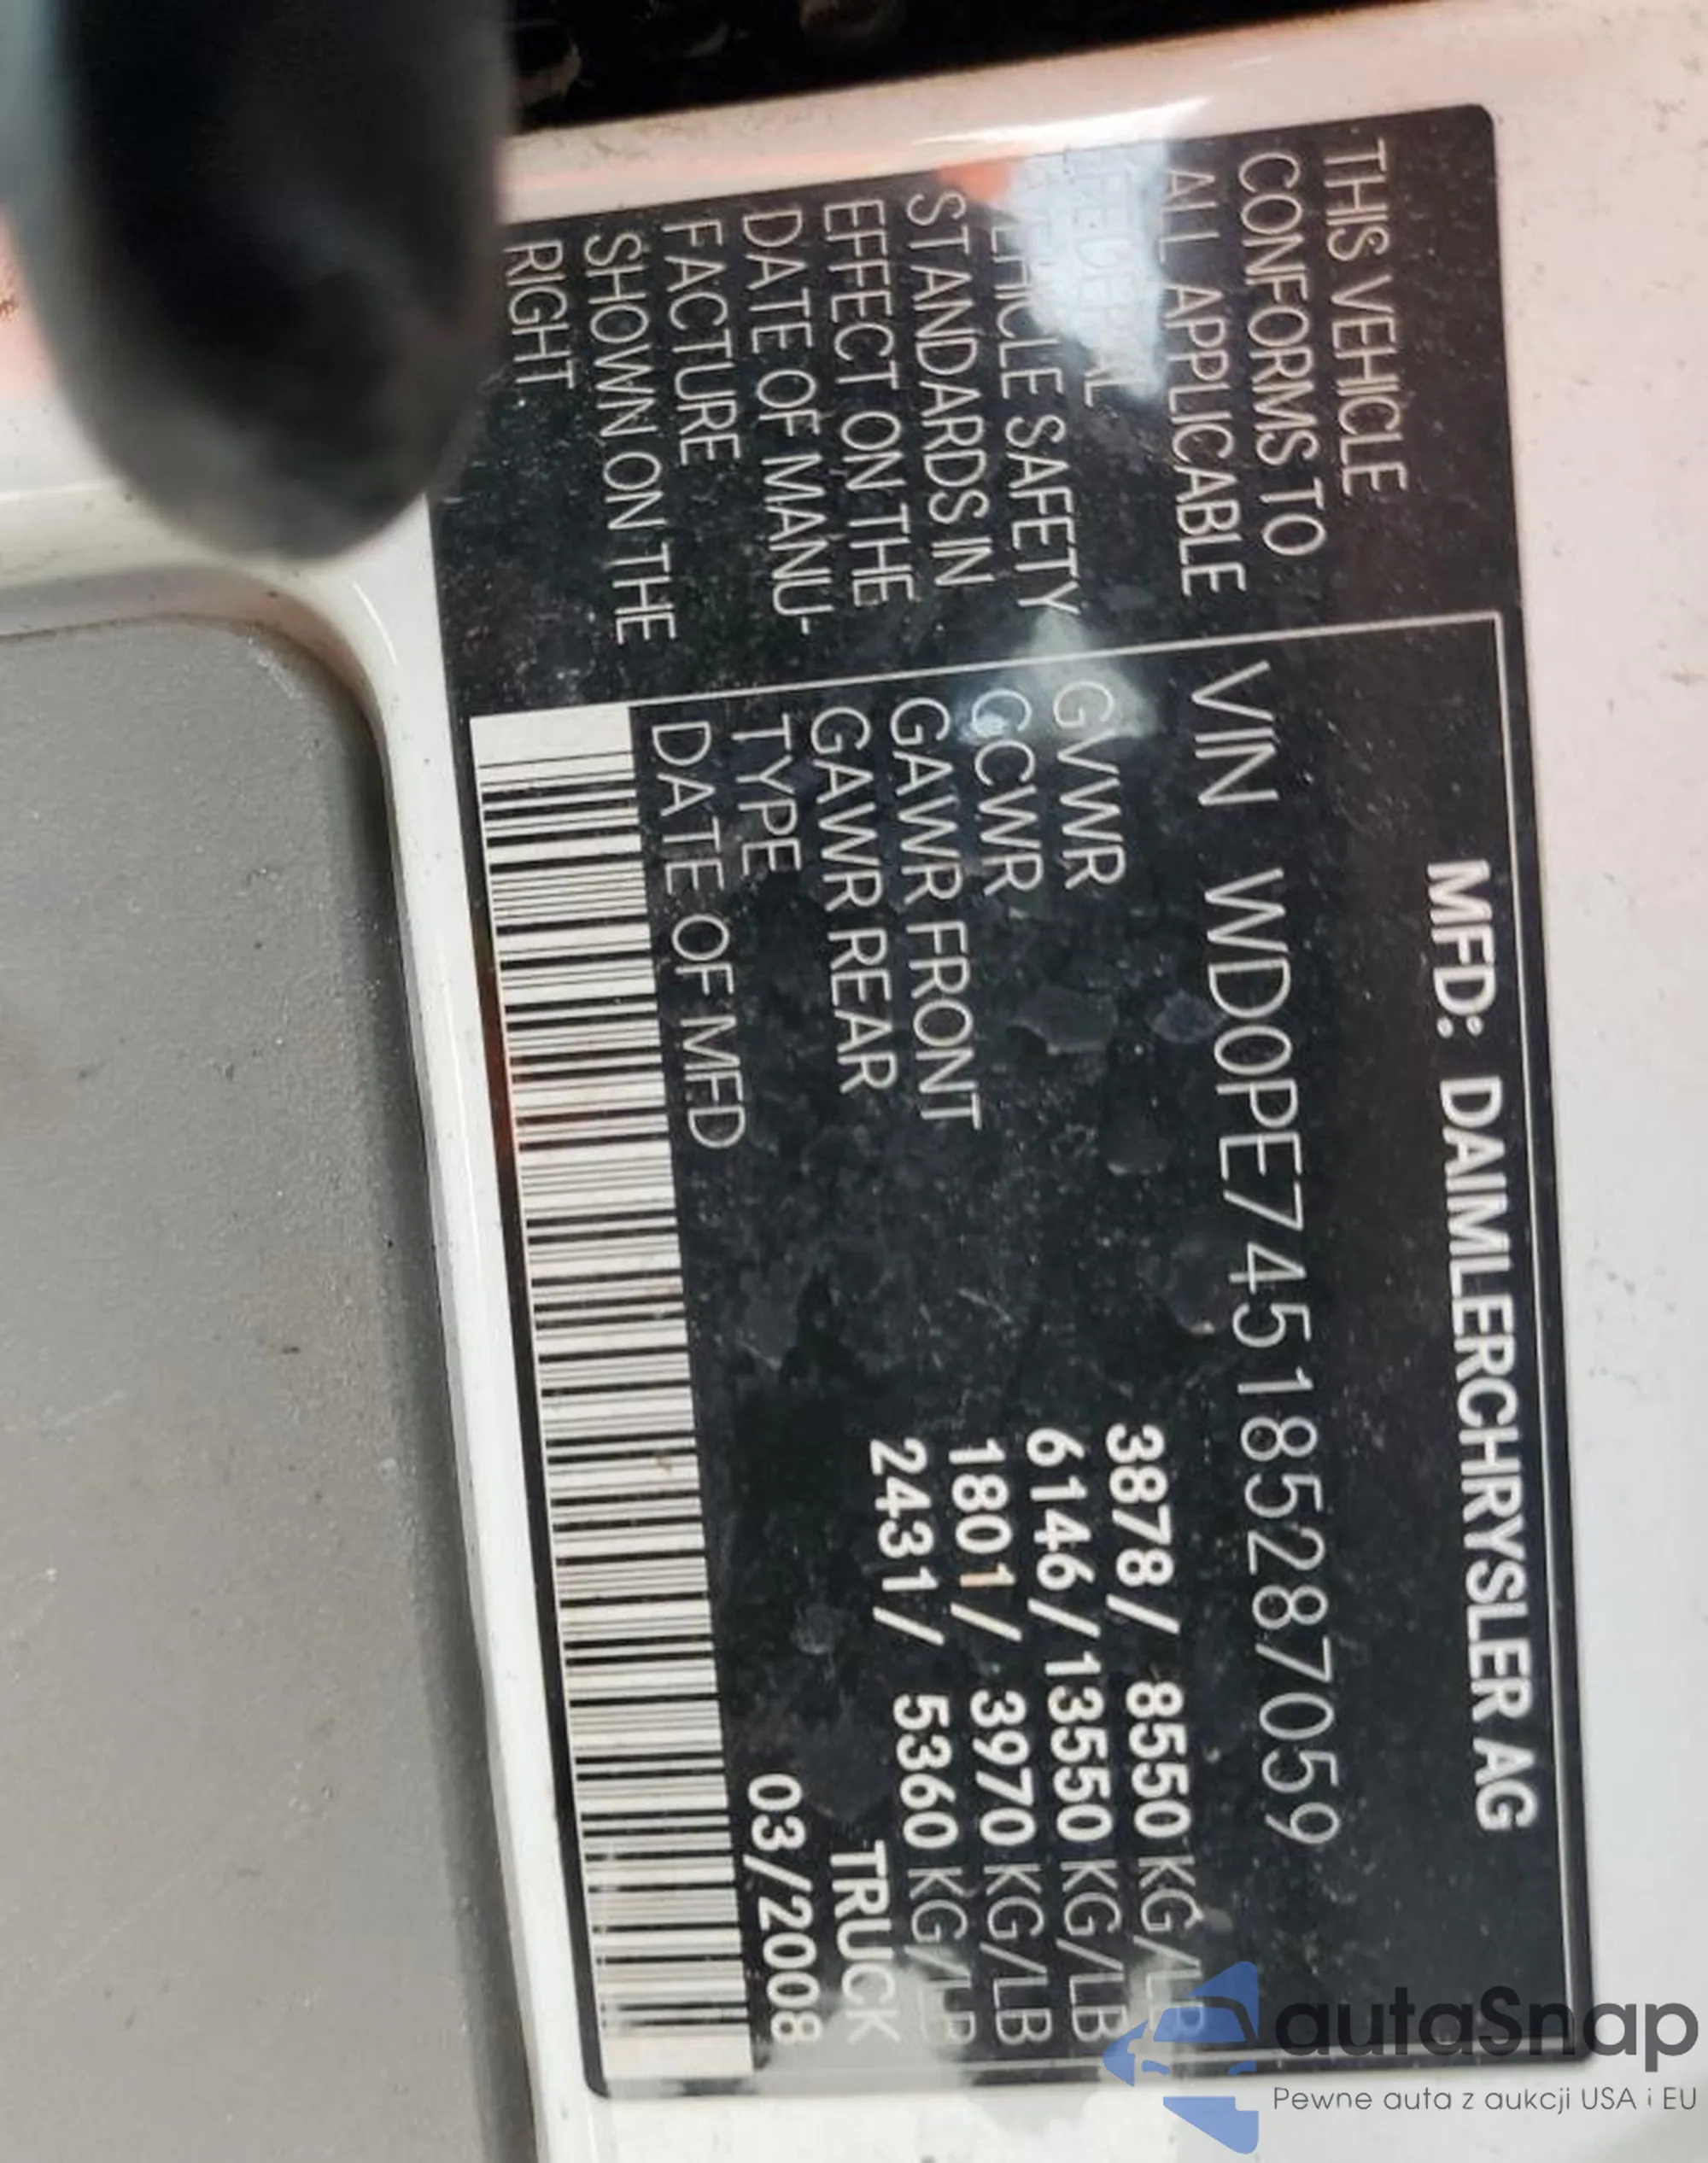 THIS VEHICLE
CONFORMS TO
ALL APPLICABLE
FEDERAL
VEHICLE SAFETY
STANDARDS IN
EFFECT ON THE
DATE OF MANU-
FACTURE
SHOWN ON THE
RIGHT
MFD: DAIMLERCHRYSLER AG
VIN WD0PE745185287059
GVWR 3878 / 8550 KG/LB
GCWR 6146 / 13550 KG/LB
GAWR FRONT 1801 / 3970 KG/LB
GAWR REAR 2431 / 5360 KG/LB
TYPE TRUCK
DATE OF MFD 03/2008
autaSnap
Pewne auta z aukcji USA i EU